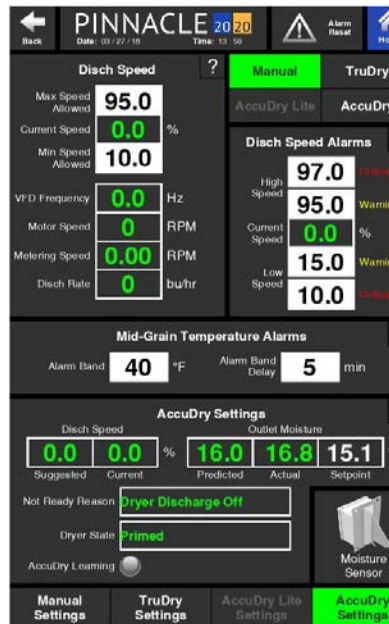 PINNACLE 20 20
Back
Date: 03/27/18
Time: 13:59
Alarm
Reset
Disch Speed
?
Manual
TruDry
AccuDry Lite
AccuDry
Max Speed
Allowed
95.0
Current Speed
0.0 %
Min Speed
Allowed
10.0
VFD Frequency
0.0 Hz
Motor Speed
0 RPM
Metering Speed
0.00 RPM
Disch Rate
0 bu/hr
Disch Speed Alarms
High
Speed
97.0
95.0
Current
Speed
0.0 %
Low
Speed
15.0
10.0
Mid-Grain Temperature Alarms
Alarm Band
40 °F
Alarm Band
Delay
5 min
AccuDry Settings
Disch Speed
Outlet Moisture
0.0 0.0 % 16.0 16.8 15.1
Suggested Current Predicted Actual Setpoint
Not Ready Reason
Dryer Discharge Off
Dryer State
Primed
AccuDry Learning
Moisture
Sensor
Manual
Settings
TruDry
Settings
AccuDry Lite
Settings
AccuDry
Settings